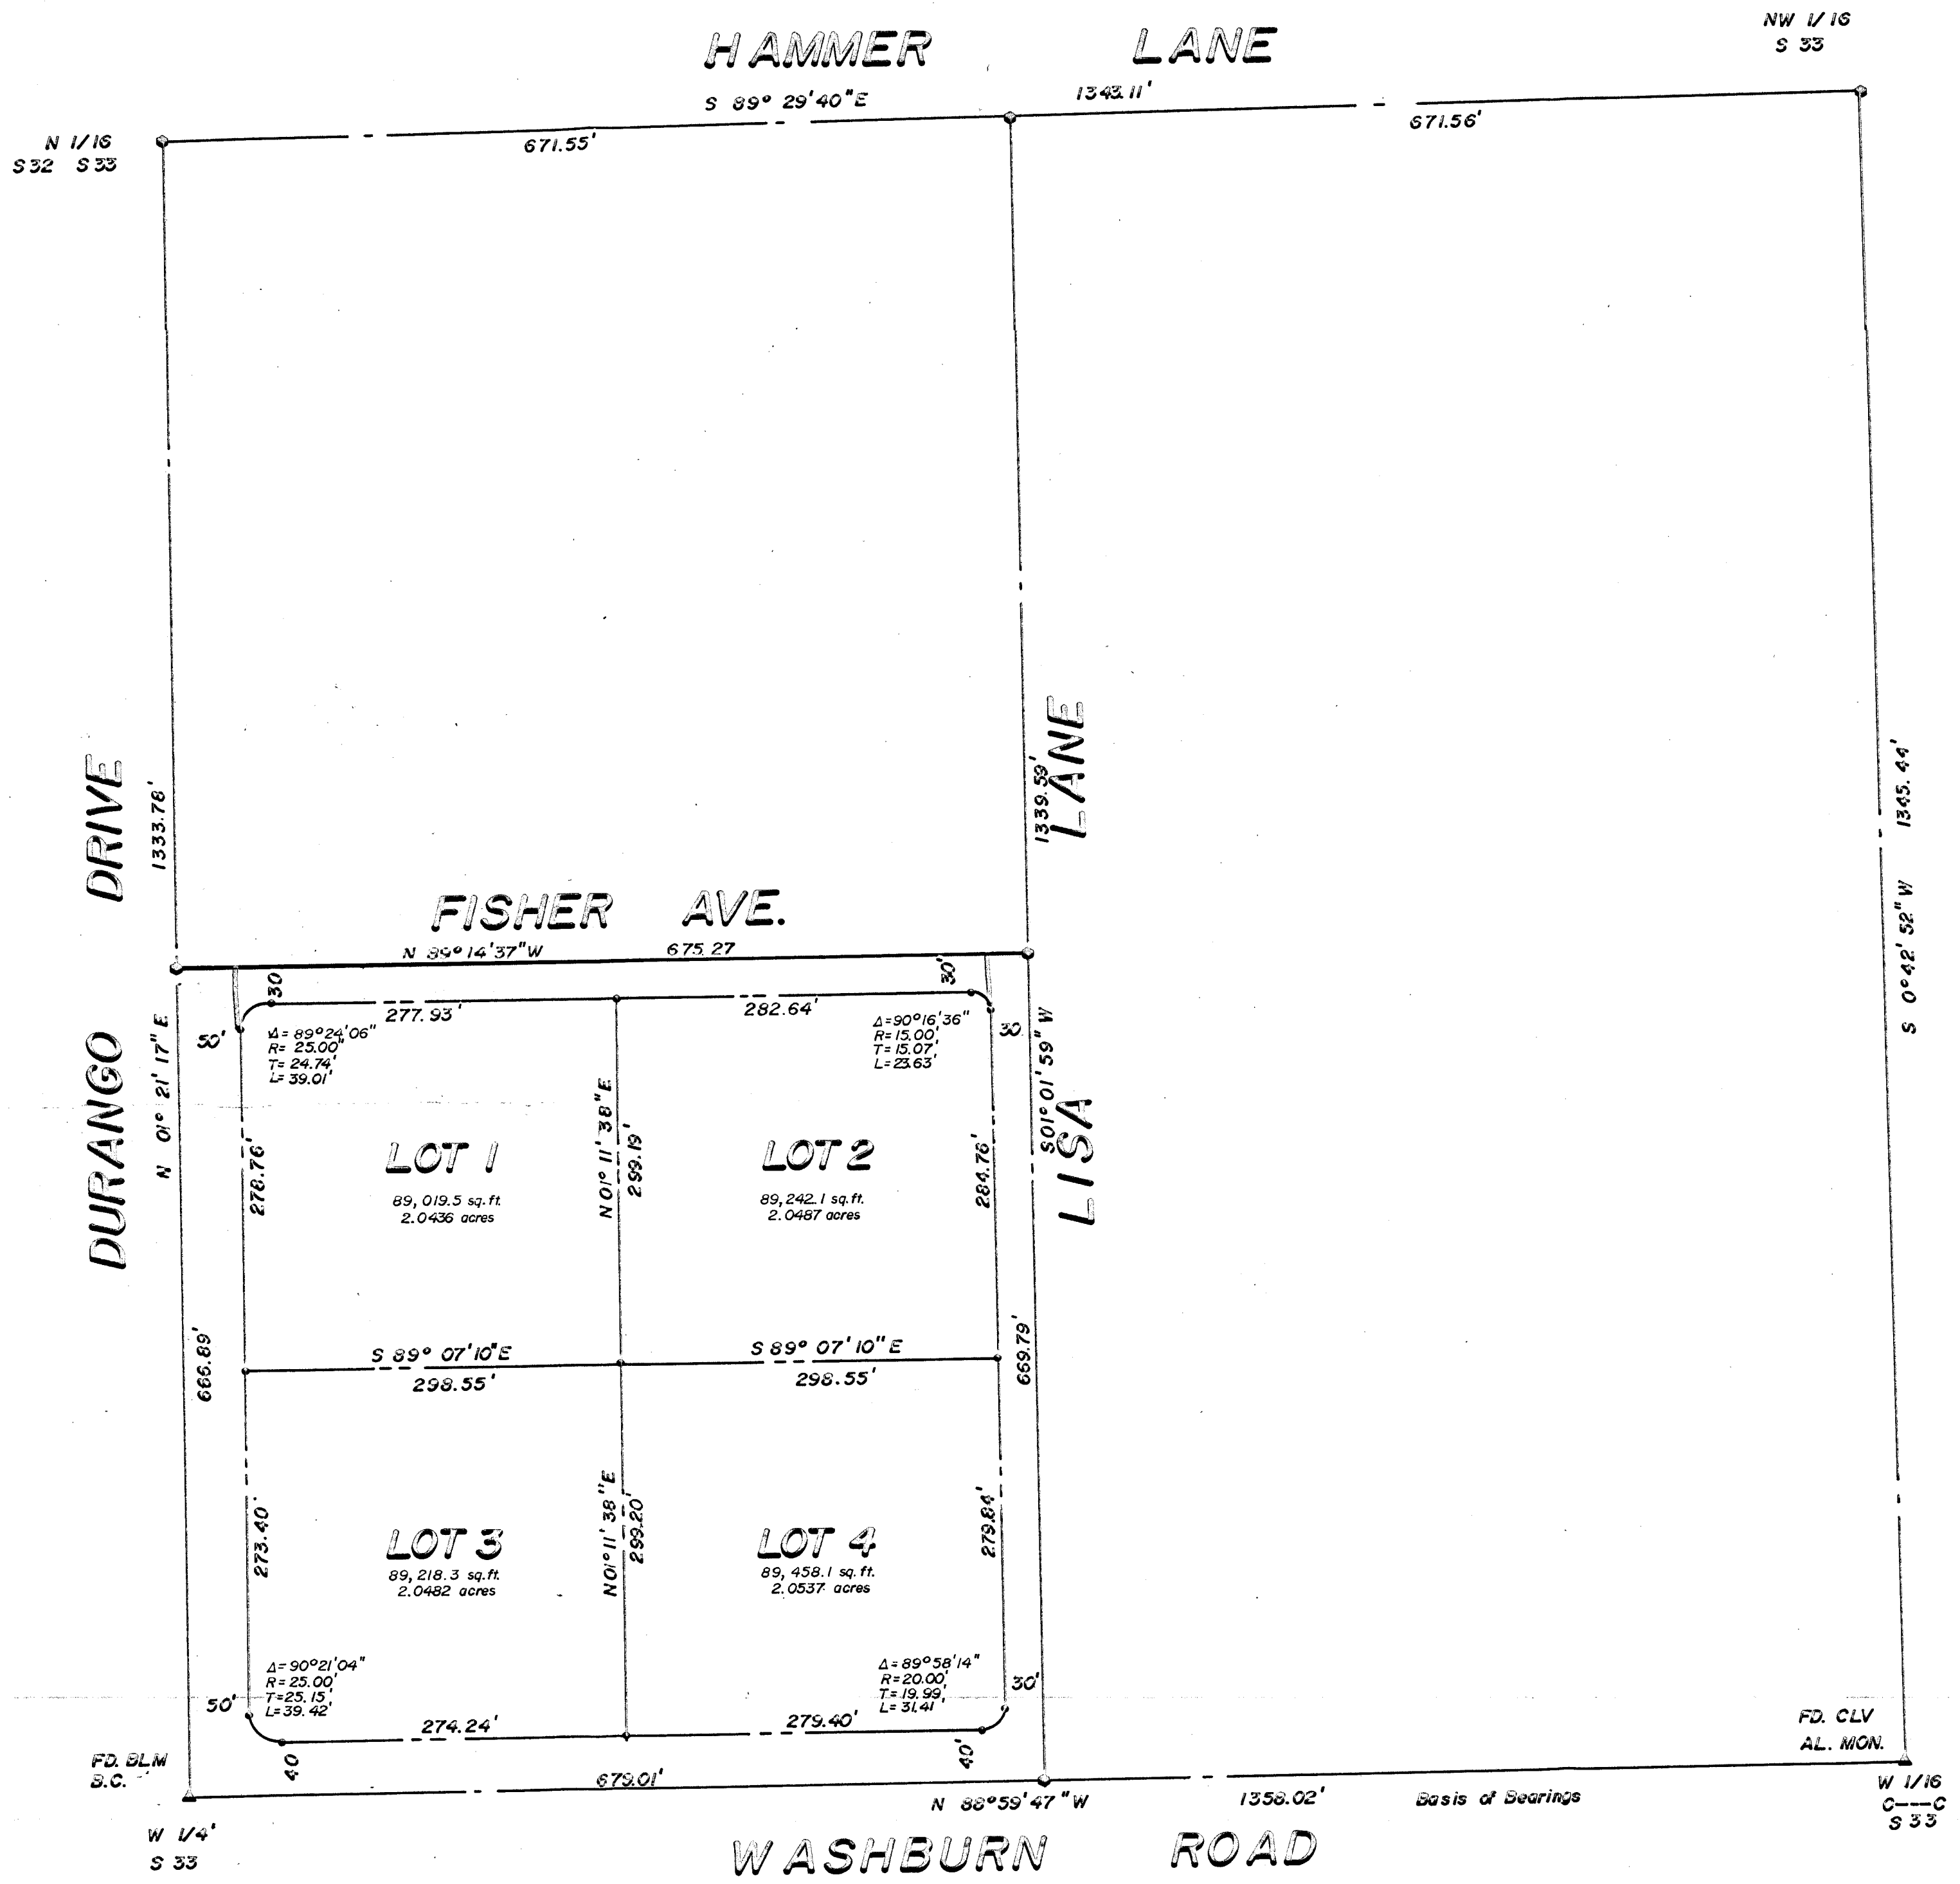 HAMMER LANE
NW 1/16
S 33
S 89° 29'40"E
1343.11'
N 1/16
S 32 S 33
671.55'
671.56'
DURANGO DRIVE
1333.78'
N 01° 21' 17" E
666.89'
LISA LANE
1339.59'
S 01° 01' 59" W
669.79'
1345.44'
S 0° 42' 52" W
FISHER AVE.
N 89° 14' 37" W
675.27
30
30'
277.93'
282.64'
50'
30
Δ= 89° 24' 06"
R= 25.00'
T= 24.74'
L= 39.01'
Δ=90°16'36"
R=15.00'
T=15.07'
L=23.63'
278.76'
LOT 1
89,019.5 sq.ft.
2.0436 acres
N 01° 11' 38"E
299.19'
LOT 2
89,242.1 sq.ft.
2.0487 acres
284.76'
S 89° 07' 10" E
298.55'
S 89° 07' 10" E
298.55'
273.40'
LOT 3
89,218.3 sq.ft.
2.0482 acres
N 01° 11' 38"E
299.20'
LOT 4
89,458.1 sq.ft.
2.0537 acres
279.84'
Δ=90°21'04"
R=25.00'
T=25.15'
L=39.42'
Δ=89°58'14"
R=20.00'
T=19.99'
L=31.41'
50'
30'
274.24'
279.40'
40
40'
FD. BLM
B.C.
FD. CLV
AL. MON.
679.01'
N 88°59'47"W
1358.02'
Basis of Bearings
W 1/16
C---C
S 33
W 1/4'
S 33
WASHBURN ROAD